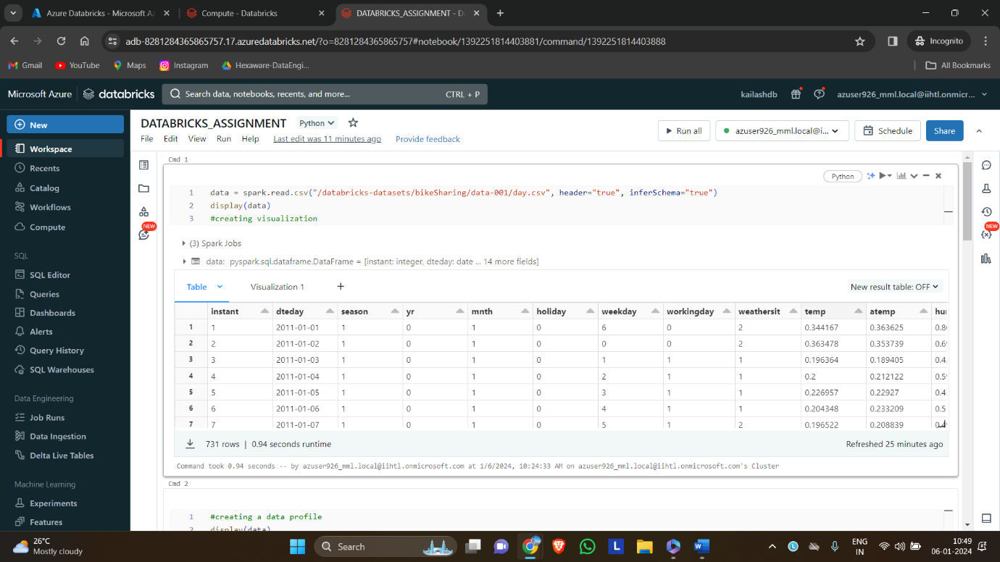 Azure Databricks - Microsoft Az
Compute - Databricks
DATABRICKS_ASSIGNMENT - Da
adb-8281284365865757.17.azuredatabricks.net/?o=8281284365865757#notebook/1392251814403881/command/1392251814403888
Incognito
Gmail
YouTube
Maps
Instagram
Hexaware-DataEngi...
All Bookmarks
Microsoft Azure
databricks
Search data, notebooks, recents, and more...
CTRL + P
kailashdb
azuser926_mml.local@iihtl.onmicr...
New
Workspace
Recents
Catalog
Workflows
Compute
SQL
SQL Editor
Queries
Dashboards
Alerts
Query History
SQL Warehouses
Data Engineering
Job Runs
Data Ingestion
Delta Live Tables
Machine Learning
Experiments
Features
DATABRICKS_ASSIGNMENT
Python
File Edit View Run Help Last edit was 11 minutes ago Provide feedback
Run all
azuser926_mml.local@i...
Schedule
Share
NEW
NEW
Cmd 1
Python
1 data = spark.read.csv("/databricks-datasets/bikeSharing/data-001/day.csv", header="true", inferSchema="true")
2 display(data)
3 #creating visualization
(3) Spark Jobs
data: pyspark.sql.dataframe.DataFrame = [instant: integer, dteday: date ... 14 more fields]
Table Visualization 1 + New result table: OFF
instant dteday season yr mnth holiday weekday workingday weathersit temp atemp hu
1 1 2011-01-01 1 0 1 0 6 0 2 0.344167 0.363625 0.8
2 2 2011-01-02 1 0 1 0 0 0 2 0.363478 0.353739 0.6
3 3 2011-01-03 1 0 1 0 1 1 1 0.196364 0.189405 0.4
4 4 2011-01-04 1 0 1 0 2 1 1 0.2 0.212122 0.5
5 5 2011-01-05 1 0 1 0 3 1 1 0.226957 0.22927 0.4
6 6 2011-01-06 1 0 1 0 4 1 1 0.204348 0.233209 0.5
7 7 2011-01-07 1 0 1 0 5 1 2 0.196522 0.208839
731 rows | 0.94 seconds runtime
Refreshed 25 minutes ago
Command took 0.94 seconds -- by azuser926_mml.local@iihtl.onmicrosoft.com at 1/6/2024, 10:24:33 AM on azuser926_mml.local@iihtl.onmicrosoft.com's Cluster
Cmd 2
1 #creating a data profile
2 display(data)
26°C
Mostly cloudy
Search
ENG
IN
10:49
06-01-2024